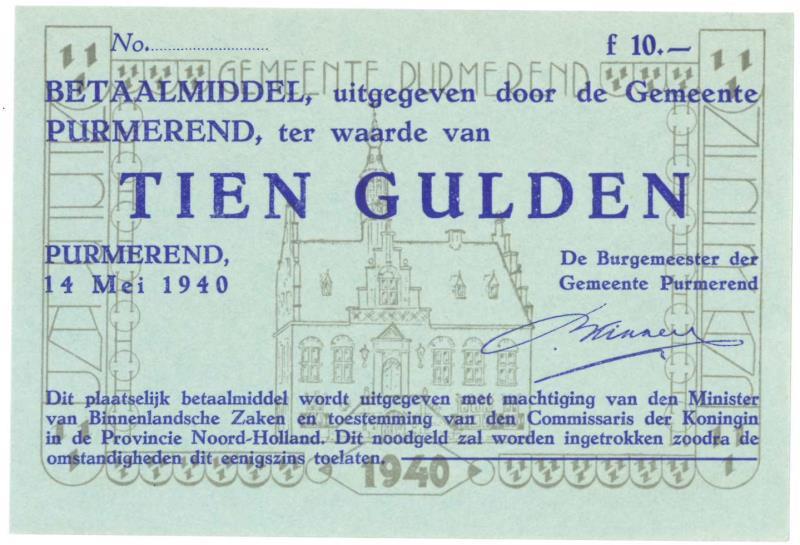 No. f 10.—
GEMEENTE PURMEREND
BETAALMIDDEL, uitgegeven door de Gemeente
PURMEREND, ter waarde van
TIEN GULDEN
PURMEREND,
14 Mei 1940
De Burgemeester der
Gemeente Purmerend
Dit plaatselijk betaalmiddel wordt uitgegeven met machtiging van den Minister
van Binnenlandsche Zaken en toestemming van den Commissaris der Koningin
in de Provincie Noord-Holland. Dit noodgeld zal worden ingetrokken zoodra de
omstandigheden dit eenigszins toelaten.
1940